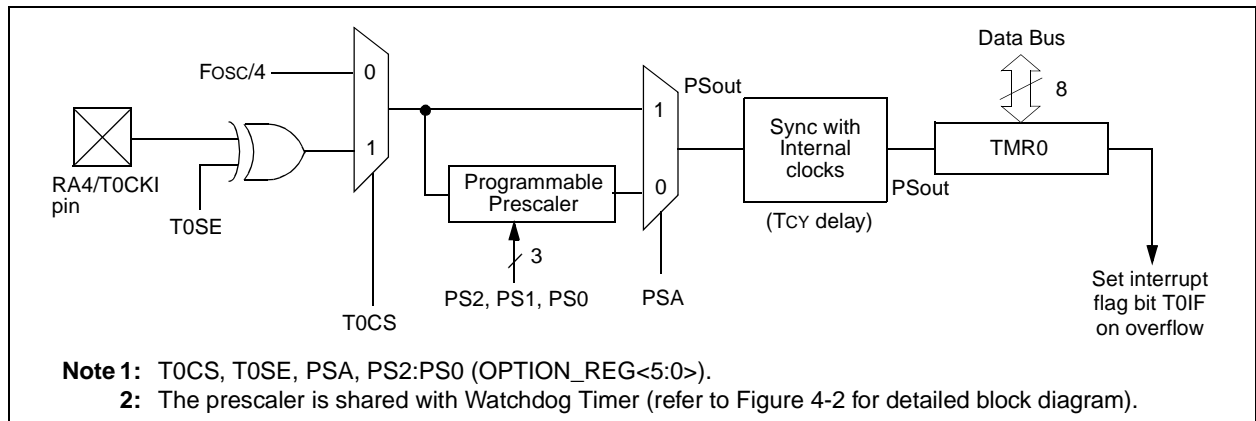 Data Bus
8
FOSC/4
0
1
RA4/T0CKI
pin
T0SE
T0CS
Programmable
Prescaler
3
PS2, PS1, PS0
1
0
PSA
PSout
Sync with
Internal
clocks
(TCY delay)
PSout
TMR0
Set interrupt
flag bit T0IF
on overflow
Note 1: T0CS, T0SE, PSA, PS2:PS0 (OPTION_REG<5:0>).
2: The prescaler is shared with Watchdog Timer (refer to Figure 4-2 for detailed block diagram).